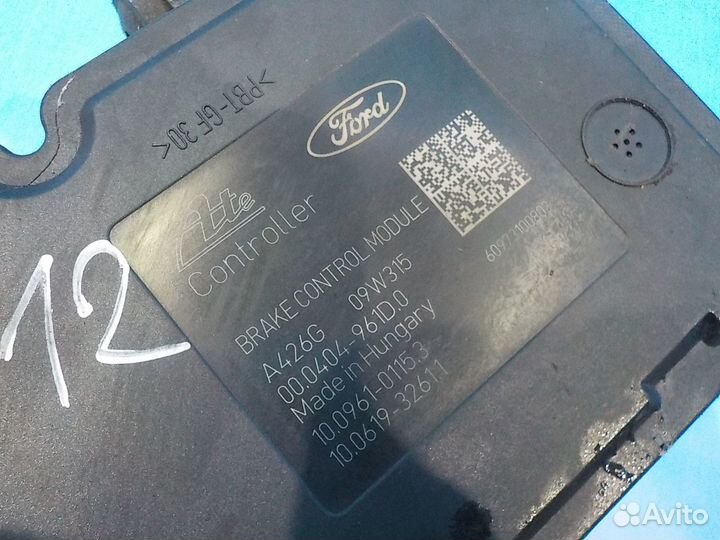 >PBT-GF30<
Ford
Ate
Controller
BRAKE CONTROL MODULE
A426G 09W315
00.0404-961D.0
Made in Hungary
10.0961-0115.3
10.0619-3261.1
12
Avito